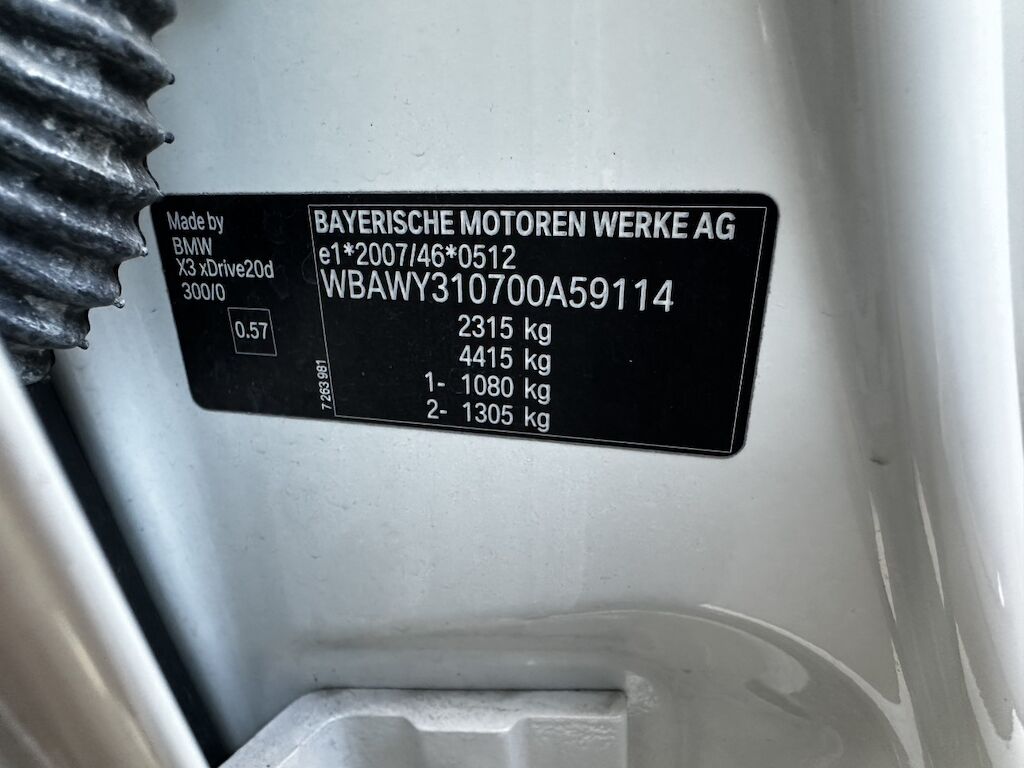 Made by
BMW
X3 xDrive20d
300/0
0.57
7 263 981
BAYERISCHE MOTOREN WERKE AG
e1*2007/46*0512
WBAWY310700A59114
2315 kg
4415 kg
1- 1080 kg
2- 1305 kg